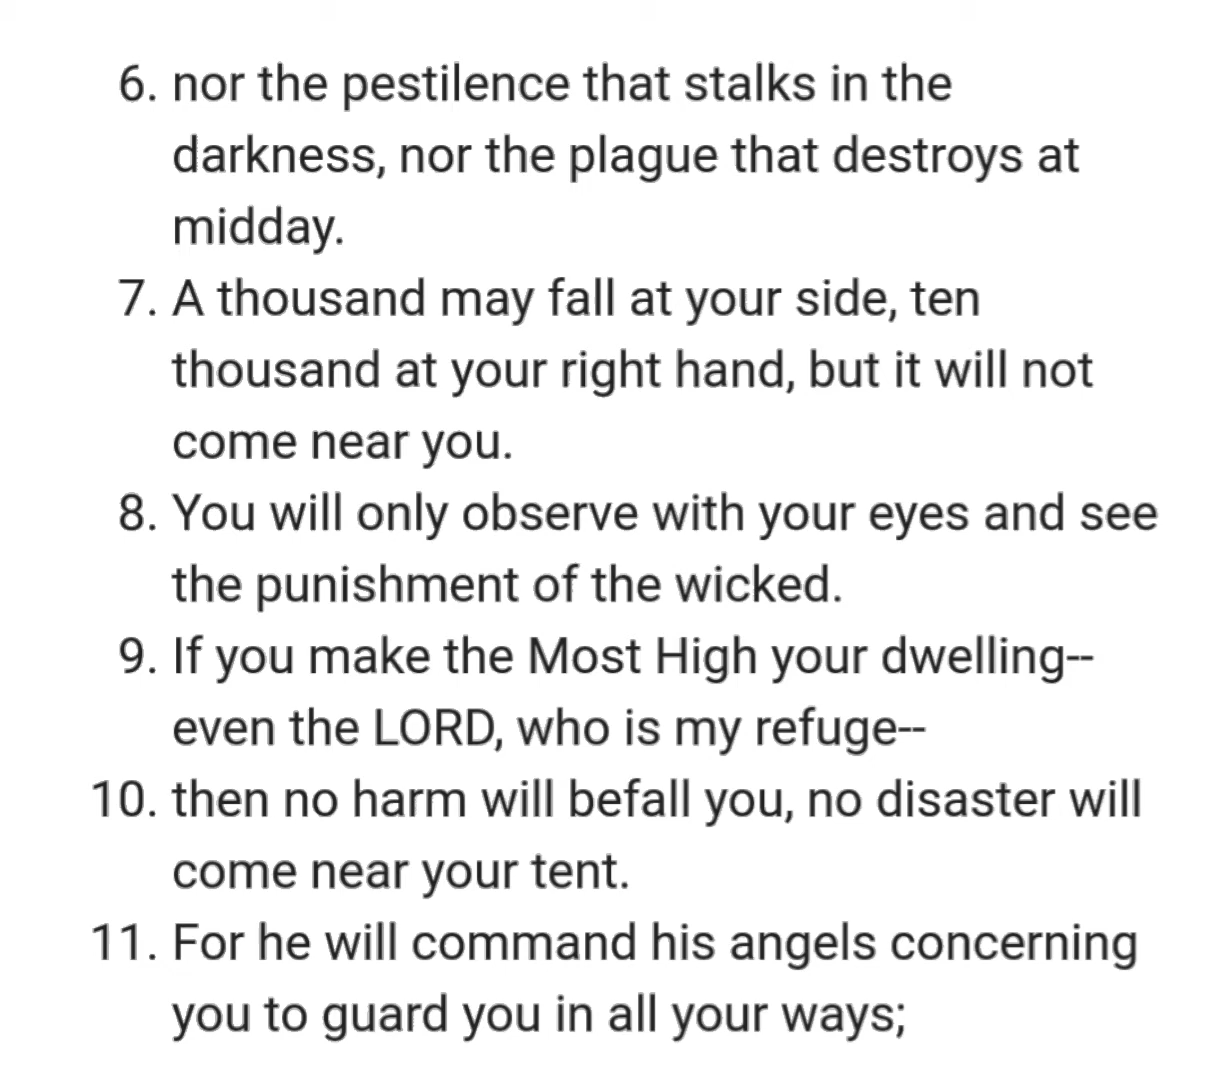 6. nor the pestilence that stalks in the
darkness, nor the plague that destroys at
midday.
7. A thousand may fall at your side, ten
thousand at your right hand, but it will not
come near you.
8. You will only observe with your eyes and see
the punishment of the wicked.
9. If you make the Most High your dwelling--
even the LORD, who is my refuge--
10. then no harm will befall you, no disaster will
come near your tent.
11. For he will command his angels concerning
you to guard you in all your ways;